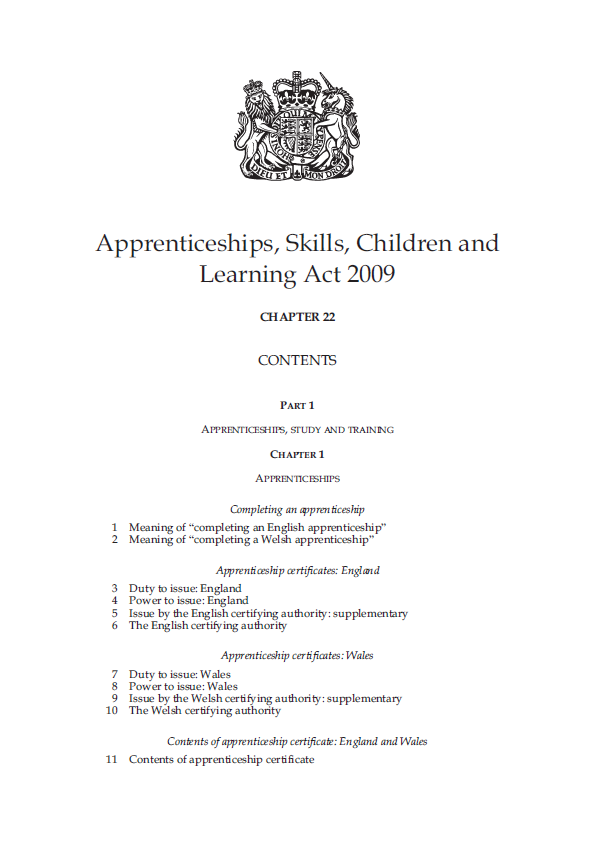 DIEU ET MON DROIT
Apprenticeships, Skills, Children and
Learning Act 2009
CHAPTER 22
CONTENTS
PART 1
APPRENTICESHIPS, STUDY AND TRAINING
CHAPTER 1
APPRENTICESHIPS
Completing an apprenticeship
1 Meaning of “completing an English apprenticeship”
2 Meaning of “completing a Welsh apprenticeship”
Apprenticeship certificates: England
3 Duty to issue: England
4 Power to issue: England
5 Issue by the English certifying authority: supplementary
6 The English certifying authority
Apprenticeship certificates: Wales
7 Duty to issue: Wales
8 Power to issue: Wales
9 Issue by the Welsh certifying authority: supplementary
10 The Welsh certifying authority
Contents of apprenticeship certificate: England and Wales
11 Contents of apprenticeship certificate